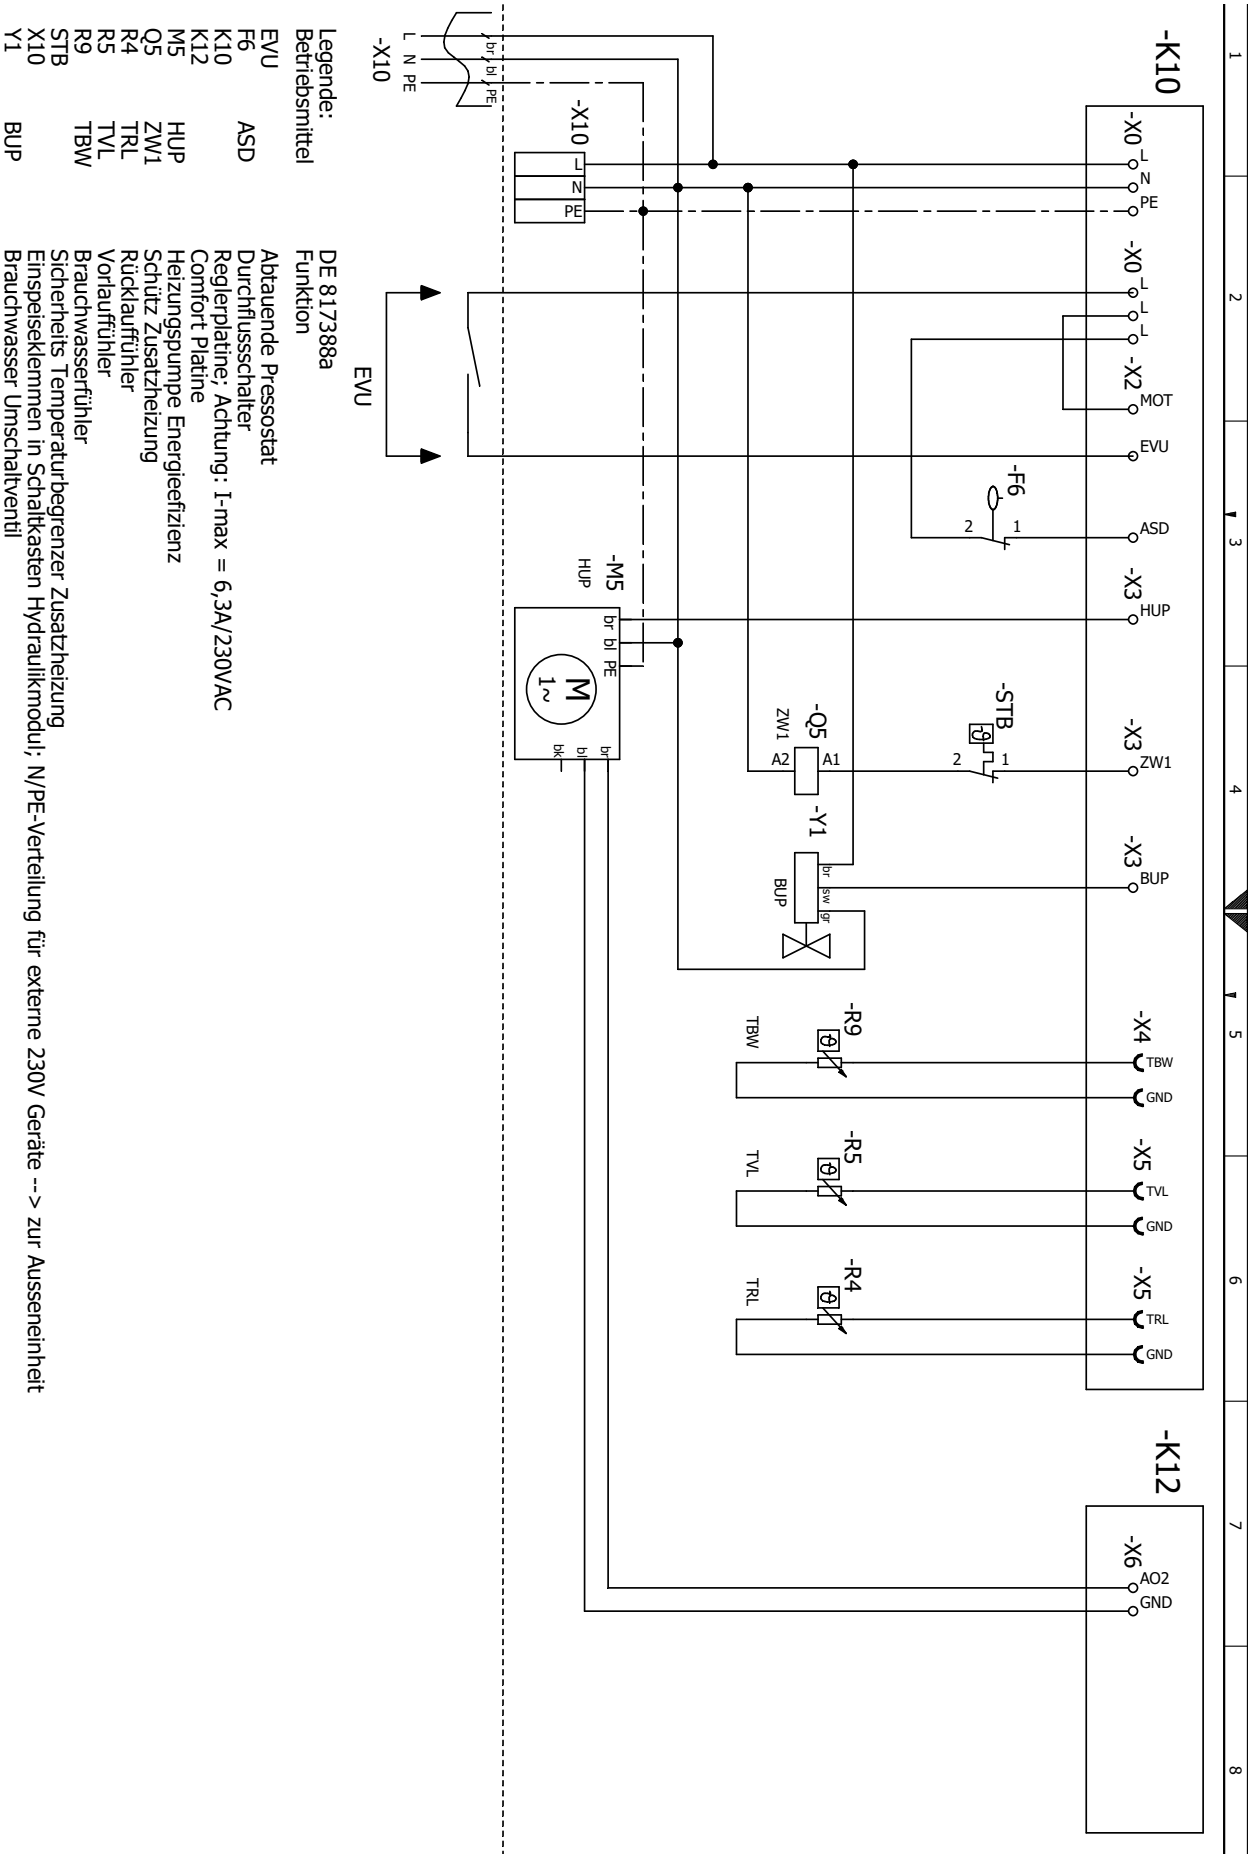 1
2
3
4
5
6
7
8
-K10
-K12
-X0
L
N
PE
-X0
L
L
L
-X2
MOT
EVU
ASD
-X3
HUP
-X3
ZW1
-X3
BUP
-X4
TBW
GND
-X5
TVL
GND
-X5
TRL
GND
-X6
AO2
GND
-F6
2
1
-STB
2
1
-Q5
ZW1
A2
A1
-Y1
BUP
br
sw
gr
-R9
TBW
-R5
TVL
-R4
TRL
-M5
HUP
br
bl
PE
M
1~
bk
bl
br
-X10
L
N
PE
-X10
L
N
PE
br
bl
PE
EVU
Legende: DE 817388a
Betriebsmittel Funktion
EVU Abtauende Pressostat
F6 ASD Durchflussschalter
K10 Reglerplatine; Achtung: I-max = 6,3A/230VAC
K12 Comfort Platine
M5 HUP Heizungspumpe Energieefizienz
Q5 ZW1 Schütz Zusatzheizung
R4 TRL Rücklauffühler
R5 TVL Vorlauffühler
R9 TBW Brauchwasserfühler
STB Sicherheits Temperaturbegrenzer Zusatzheizung
X10 Einspeiseklemmen in Schaltkasten Hydraulikmodul; N/PE-Verteilung für externe 230V Geräte --> zur Ausseneinheit
Y1 BUP Brauchwasser Umschaltventil